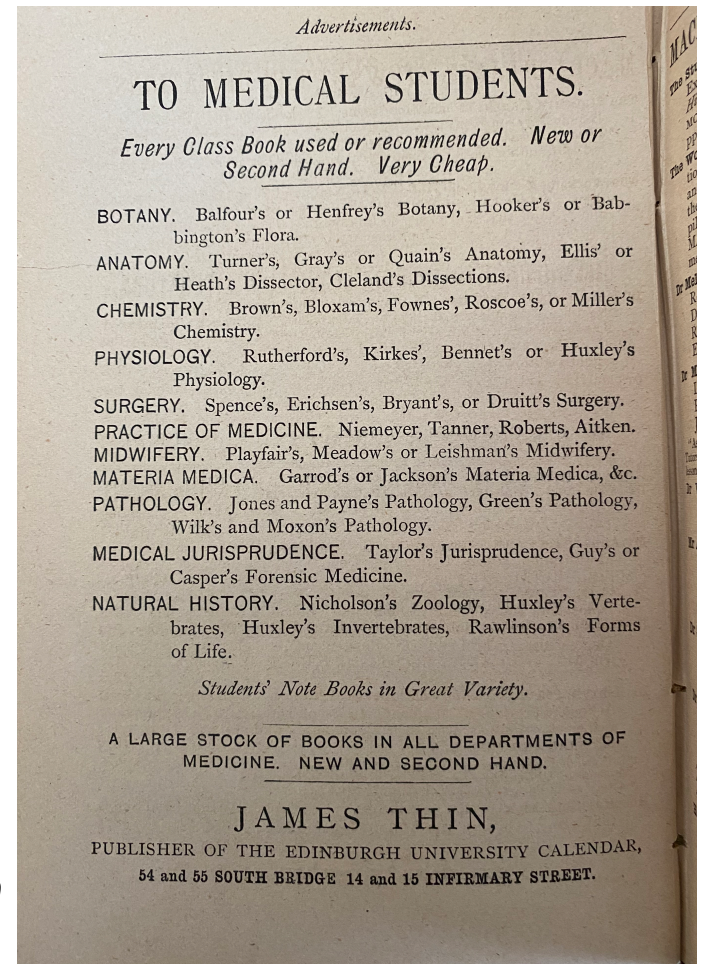 Advertisements.
TO MEDICAL STUDENTS.
Every Class Book used or recommended. New or
Second Hand. Very Cheap.
BOTANY. Balfour's or Henfrey's Botany, Hooker's or Bab-
bington's Flora.
ANATOMY. Turner's, Gray's or Quain's Anatomy, Ellis' or
Heath's Dissector, Cleland's Dissections.
CHEMISTRY. Brown's, Bloxam's, Fownes', Roscoe's, or Miller's
Chemistry.
PHYSIOLOGY. Rutherford's, Kirkes', Bennet's or Huxley's
Physiology.
SURGERY. Spence's, Erichsen's, Bryant's, or Druitt's Surgery.
PRACTICE OF MEDICINE. Niemeyer, Tanner, Roberts, Aitken.
MIDWIFERY. Playfair's, Meadow's or Leishman's Midwifery.
MATERIA MEDICA. Garrod's or Jackson's Materia Medica, &c.
PATHOLOGY. Jones and Payne's Pathology, Green's Pathology,
Wilk's and Moxon's Pathology.
MEDICAL JURISPRUDENCE. Taylor's Jurisprudence, Guy's or
Casper's Forensic Medicine.
NATURAL HISTORY. Nicholson's Zoology, Huxley's Verte-
brates, Huxley's Invertebrates, Rawlinson's Forms
of Life.
Students' Note Books in Great Variety.
A LARGE STOCK OF BOOKS IN ALL DEPARTMENTS OF
MEDICINE. NEW AND SECOND HAND.
JAMES THIN,
PUBLISHER OF THE EDINBURGH UNIVERSITY CALENDAR,
54 and 55 SOUTH BRIDGE 14 and 15 INFIRMARY STREET.